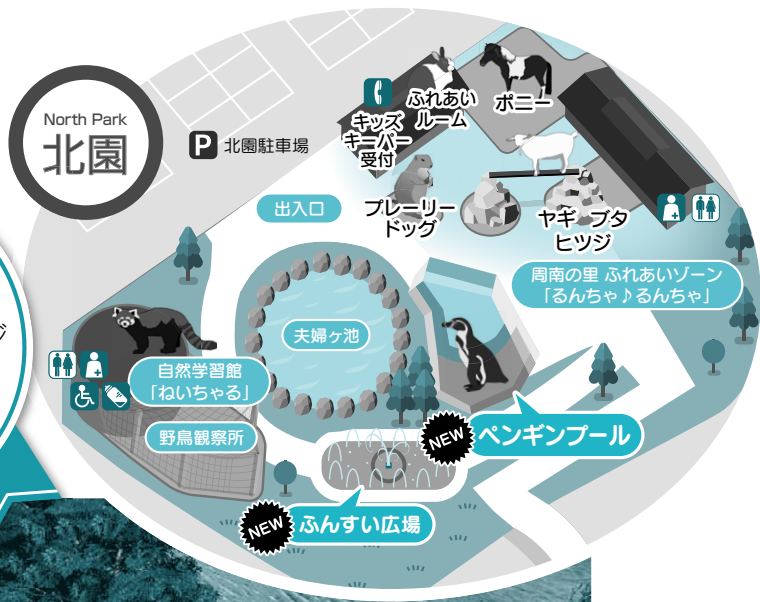 North Park
北園
P 北園駐車場
キッズ
キーパー
受付
ふれあい
ルーム
ポニー
出入口
プレーリー
ドッグ
ヤギ ブタ
ヒツジ
周南の里 ふれあいゾーン
「るんちゃ♪るんちゃ」
夫婦ヶ池
ジ
自然学習館
「ねいちゃる」
野鳥観察所
NEW ペンギンプール
NEW ふんすい広場